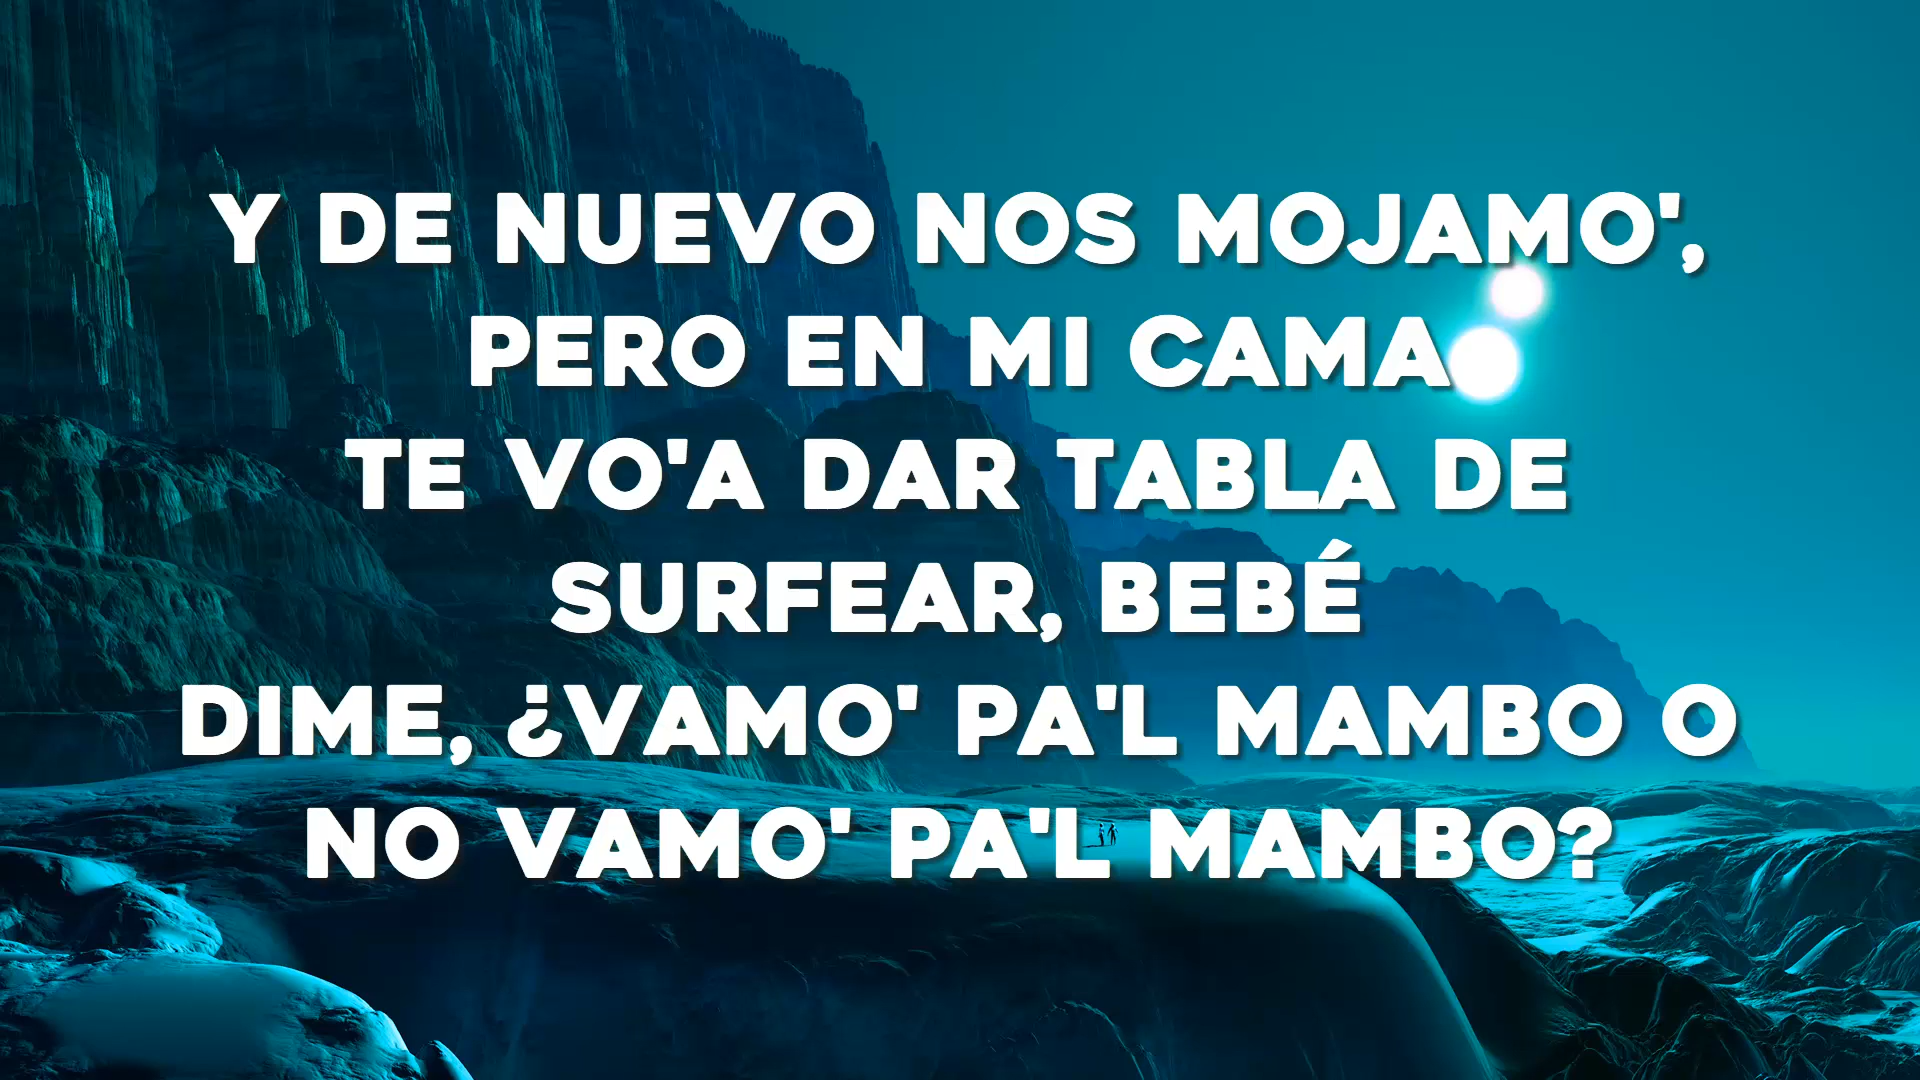 Y DE NUEVO NOS MOJAMO',
PERO EN MI CAMA
TE VO'A DAR TABLA DE
SURFEAR, BEBÉ
DIME, ¿VAMO' PA'L MAMBO O
NO VAMO' PA'L MAMBO?